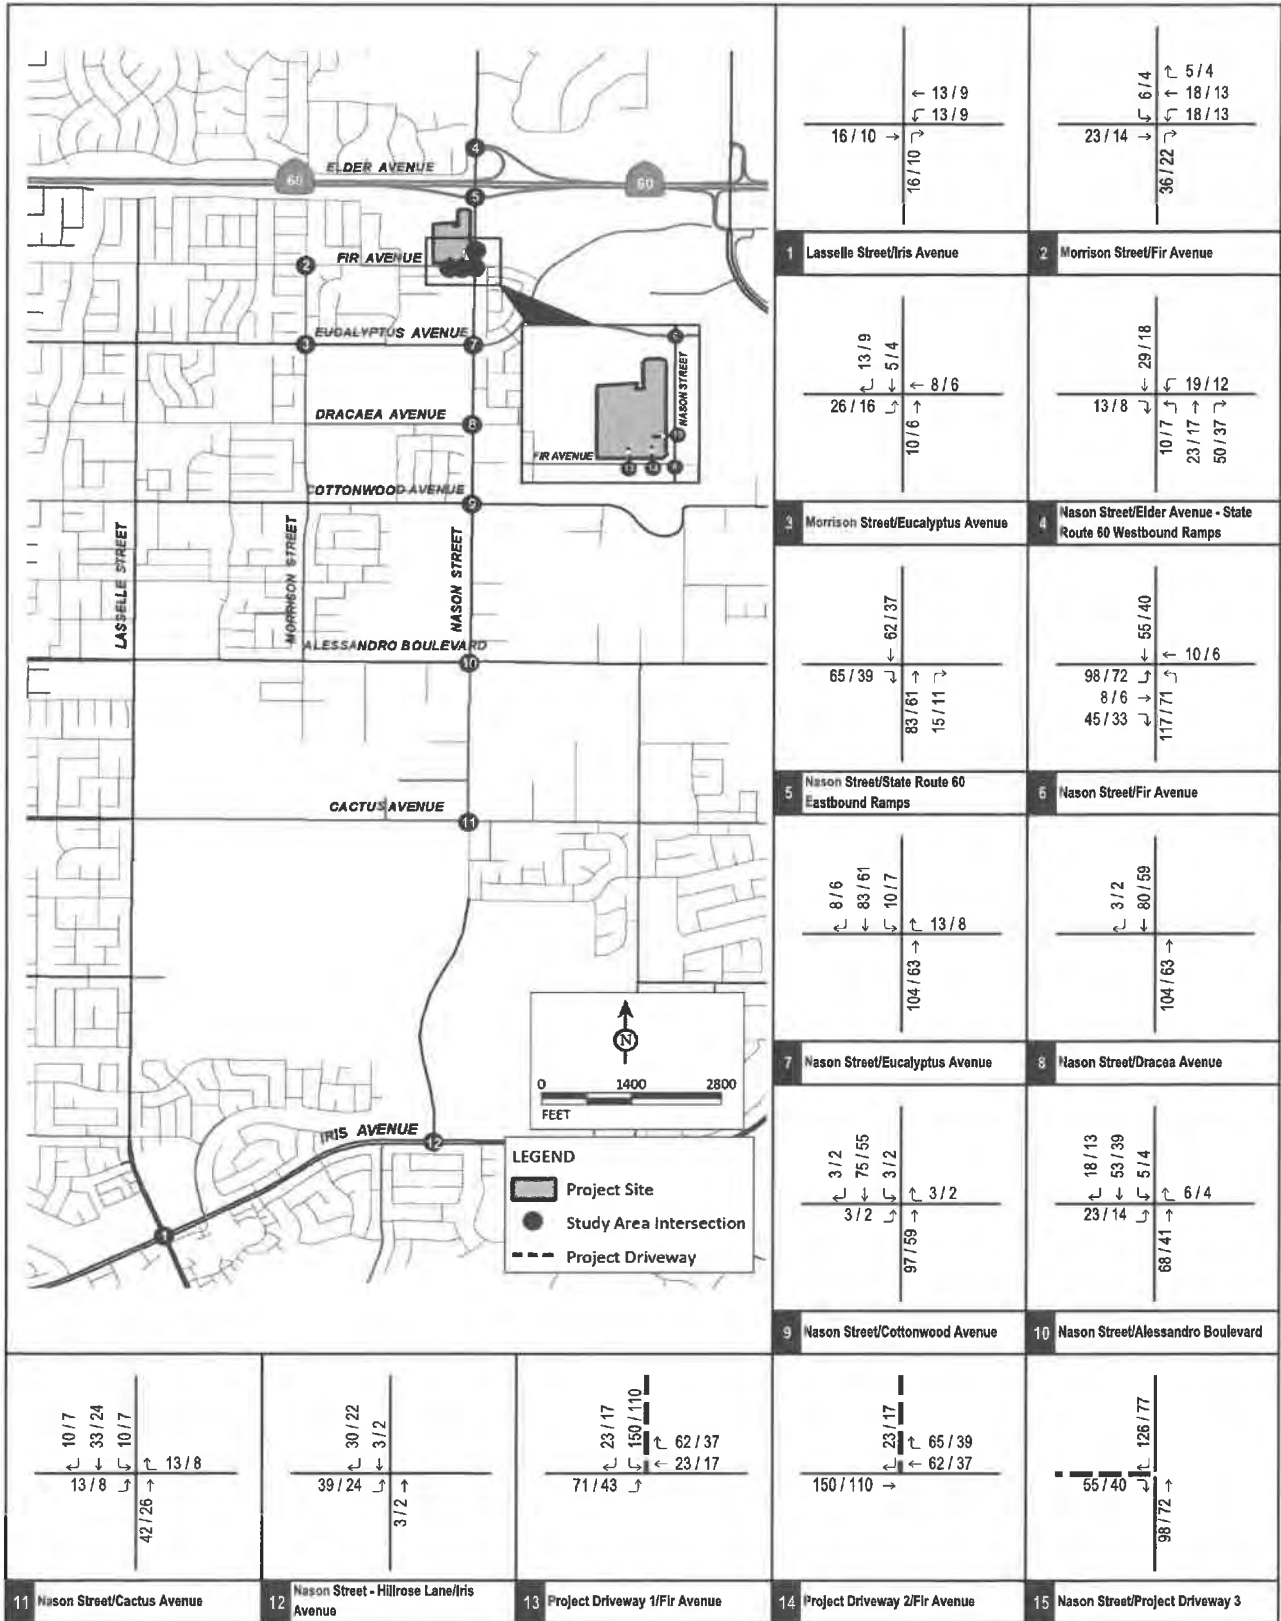 ELDER AVENUE
60
60
FIR AVENUE
EUCALYPTUS AVENUE
DRACAEA AVENUE
COTTONWOOD AVENUE
LASSELLE STREET
MORRISON STREET
NASON STREET
ALESSANDRO BOULEVARD
CACTUS AVENUE
IRIS AVENUE
NASON STREET
FIR AVENUE
4
5
2
3
7
8
9
10
11
12
1
N
0 1400 2800
FEET
LEGEND
Project Site
Study Area Intersection
Project Driveway
13 / 9
13 / 9
16 / 10
16 / 10
1 Lasselle Street/Iris Avenue
6 / 4
5 / 4
18 / 13
18 / 13
23 / 14
36 / 22
2 Morrison Street/Fir Avenue
13 / 9
5 / 4
8 / 6
26 / 16
10 / 6
3 Morrison Street/Eucalyptus Avenue
29 / 18
19 / 12
13 / 8
10 / 7
23 / 17
50 / 37
4 Nason Street/Elder Avenue - State
Route 60 Westbound Ramps
62 / 37
65 / 39
83 / 61
15 / 11
5 Nason Street/State Route 60
Eastbound Ramps
55 / 40
10 / 6
98 / 72
8 / 6
45 / 33
117 / 71
6 Nason Street/Fir Avenue
8 / 6
83 / 61
10 / 7
13 / 8
104 / 63
7 Nason Street/Eucalyptus Avenue
3 / 2
80 / 59
104 / 63
8 Nason Street/Dracea Avenue
3 / 2
75 / 55
3 / 2
3 / 2
3 / 2
97 / 59
9 Nason Street/Cottonwood Avenue
18 / 13
53 / 39
5 / 4
6 / 4
23 / 14
68 / 41
10 Nason Street/Alessandro Boulevard
10 / 7
33 / 24
10 / 7
13 / 8
13 / 8
42 / 26
11 Nason Street/Cactus Avenue
30 / 22
3 / 2
39 / 24
3 / 2
12 Nason Street - Hillrose Lane/Iris
Avenue
23 / 17
150 / 110
62 / 37
23 / 17
71 / 43
13 Project Driveway 1/Fir Avenue
23 / 17
65 / 39
62 / 37
150 / 110
14 Project Driveway 2/Fir Avenue
126 / 77
55 / 40
98 / 72
15 Nason Street/Project Driveway 3